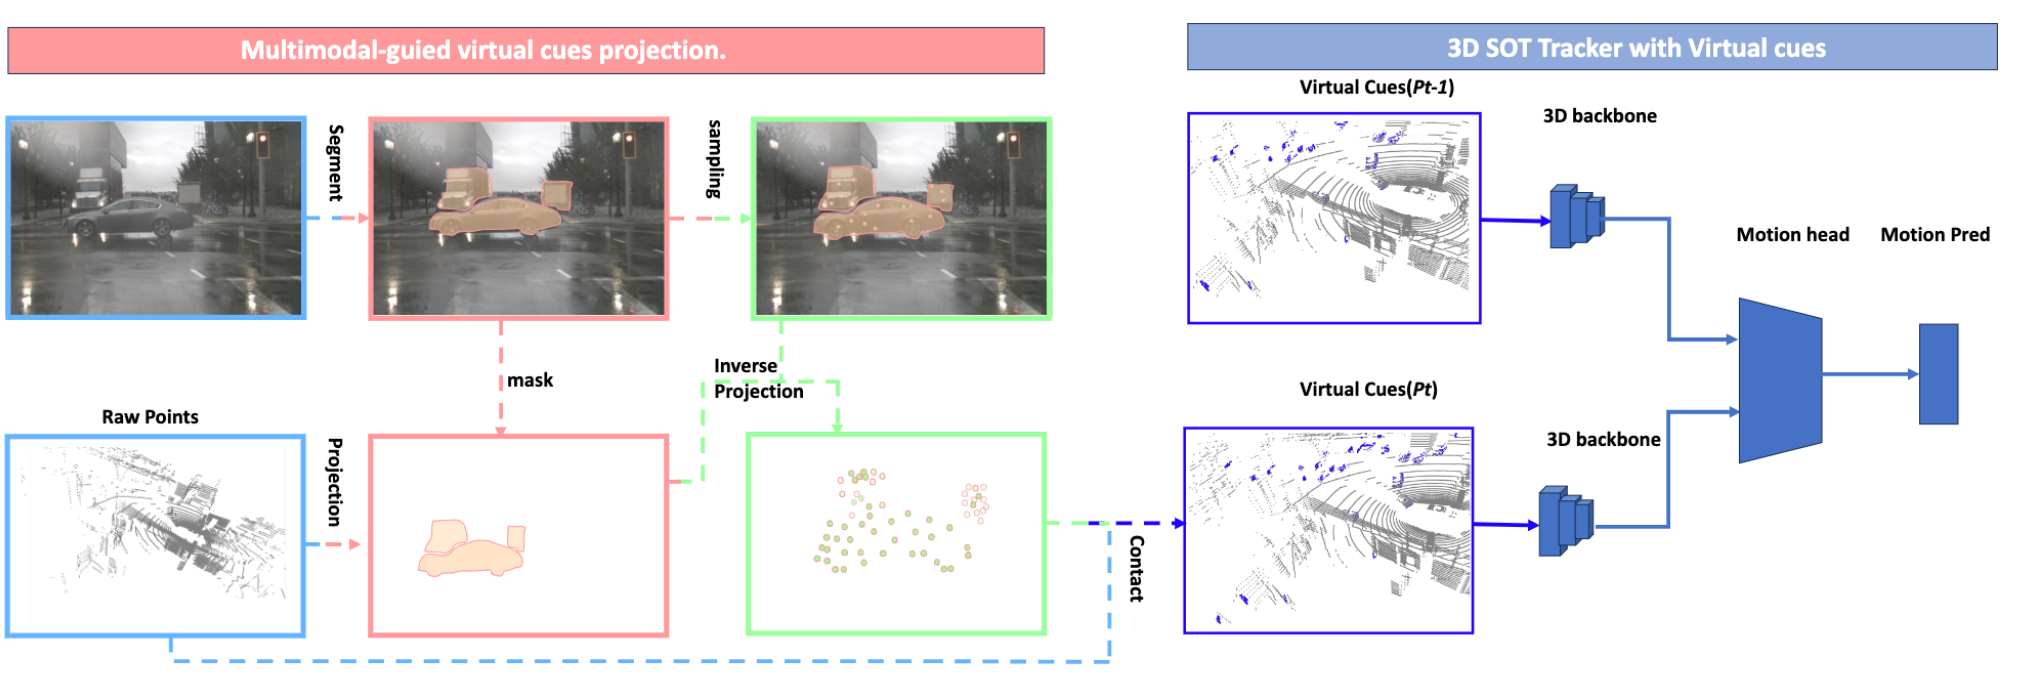 Multimodal-guied virtual cues projection.
3D SOT Tracker with Virtual cues
Segment
sampling
mask
Inverse
Projection
Raw Points
Projection
Contact
Virtual Cues(Pt-1)
3D backbone
Motion head
Motion Pred
Virtual Cues(Pt)
3D backbone